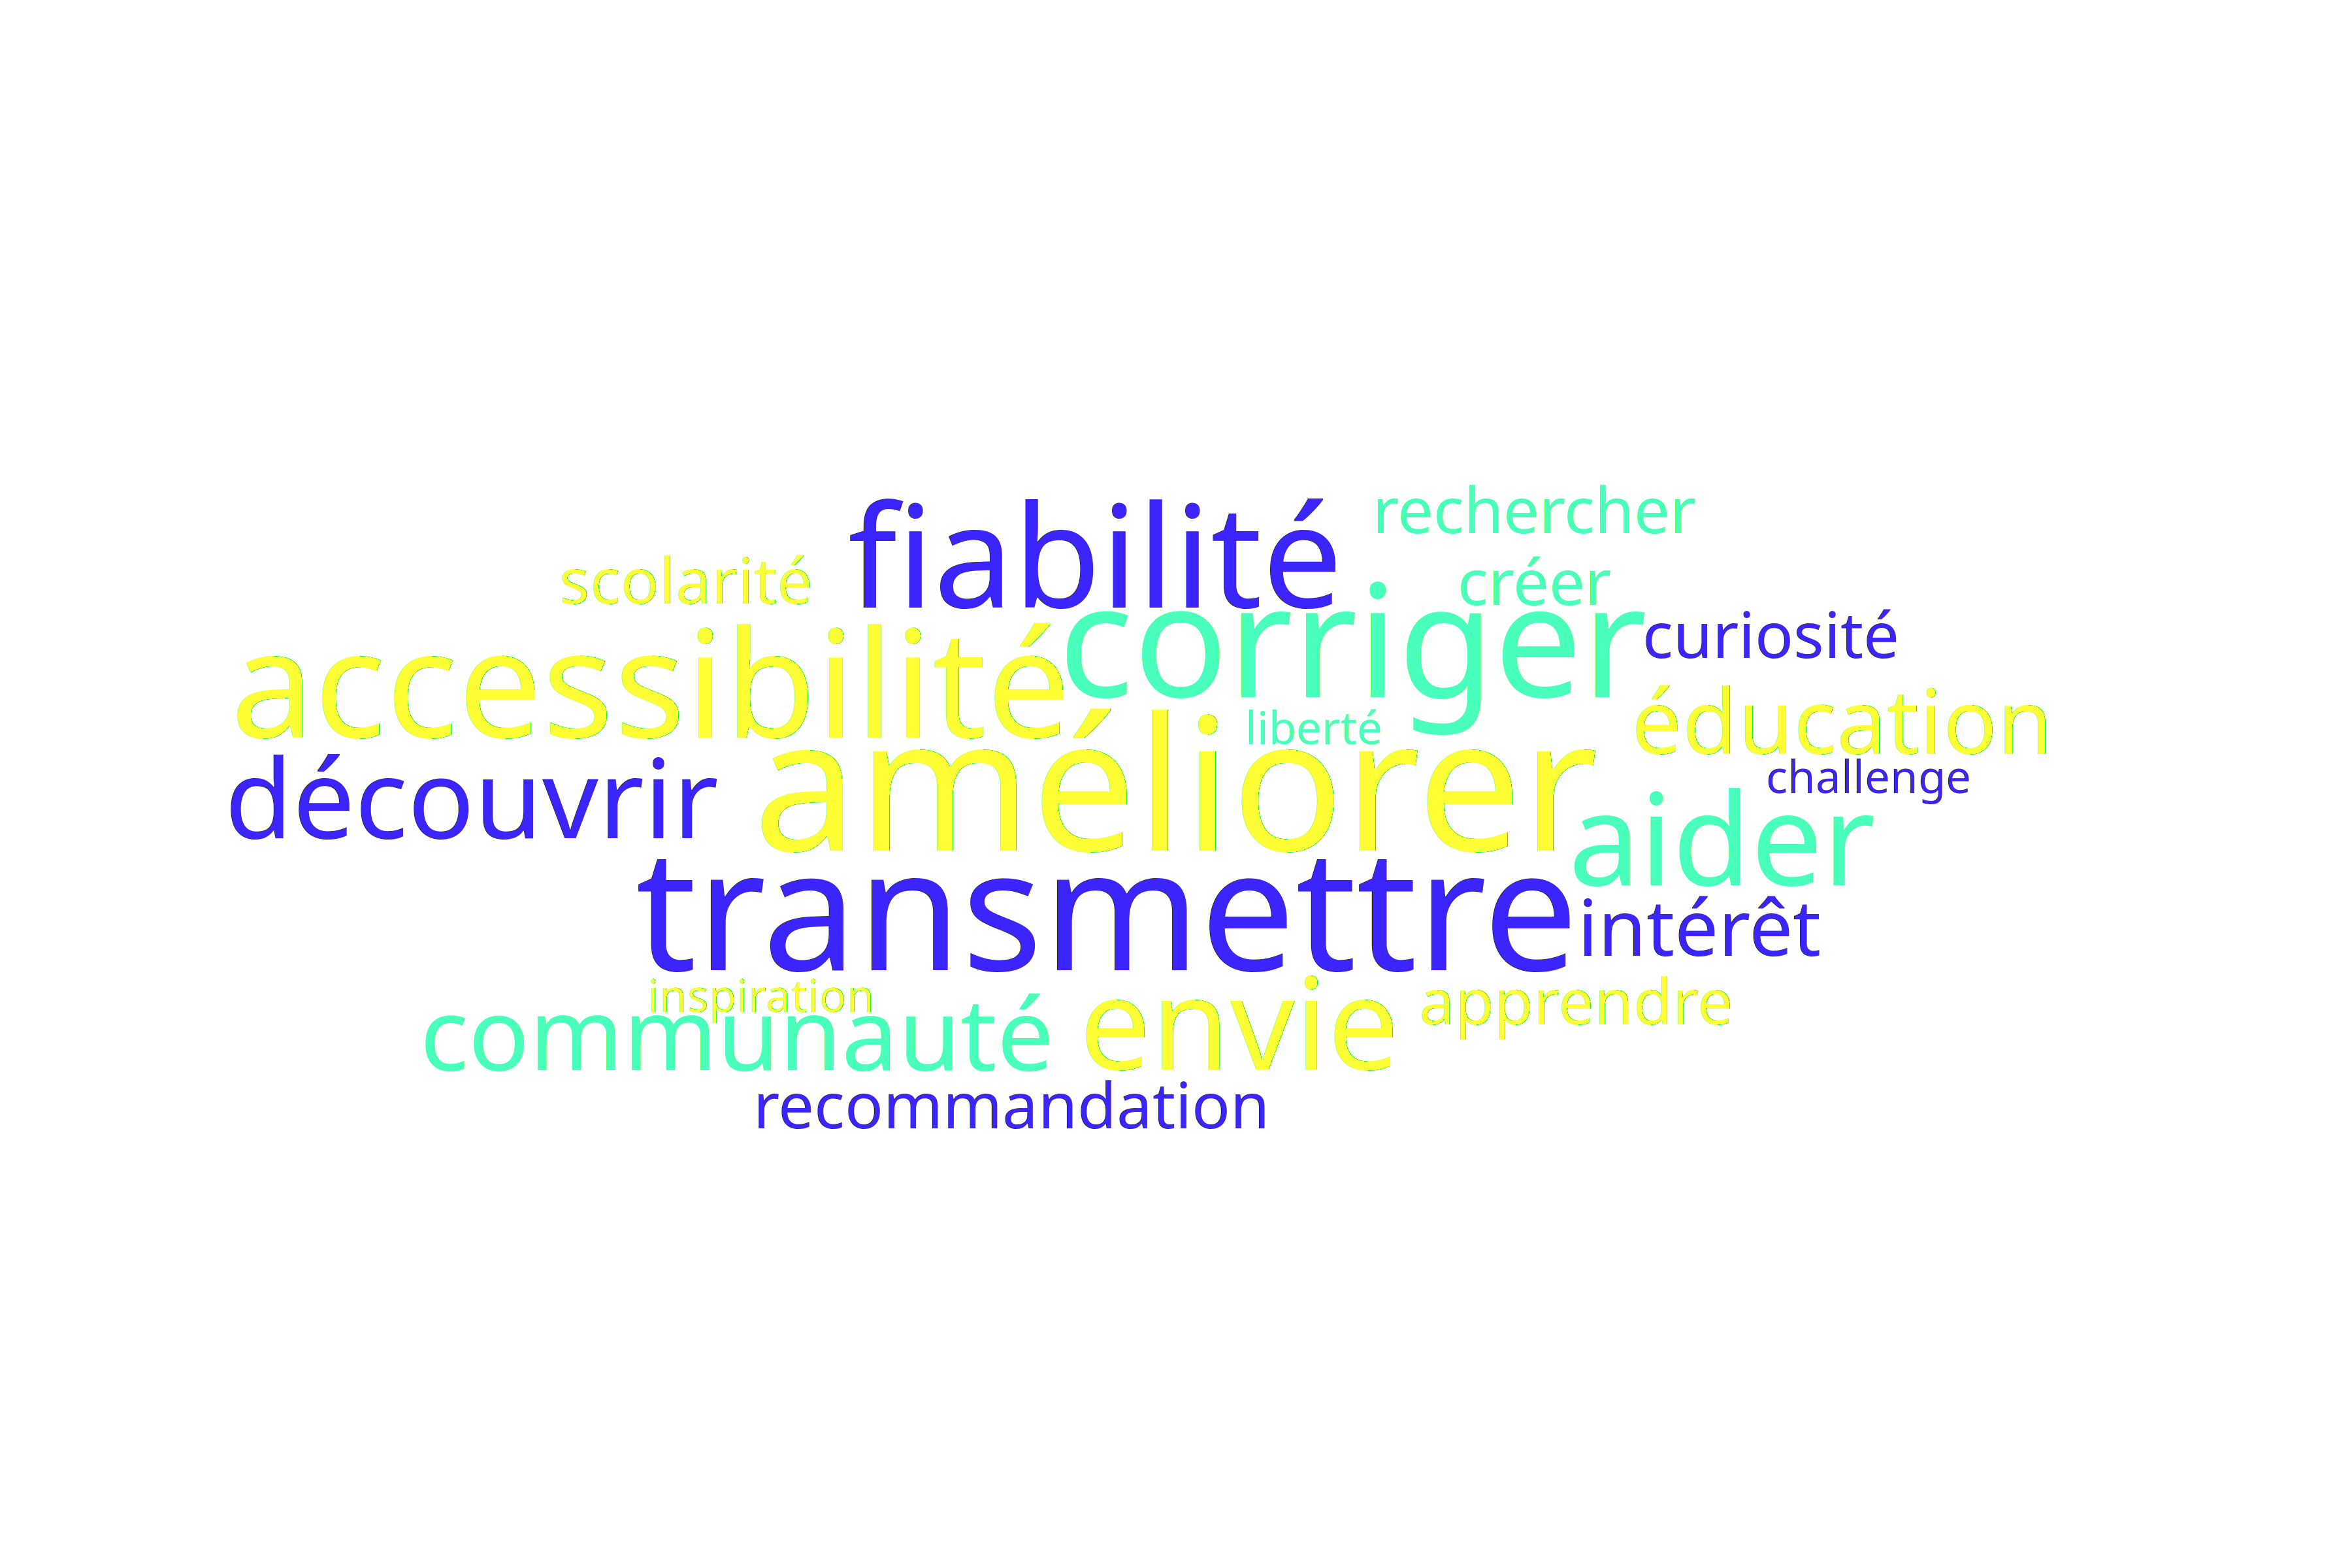 fiabilité rechercher
scolarité créer
corriger curiosité
accessibilité
liberté éducation
découvrir améliorer challenge
aider
transmettre intérêt
inspiration apprendre
communauté envie
recommandation